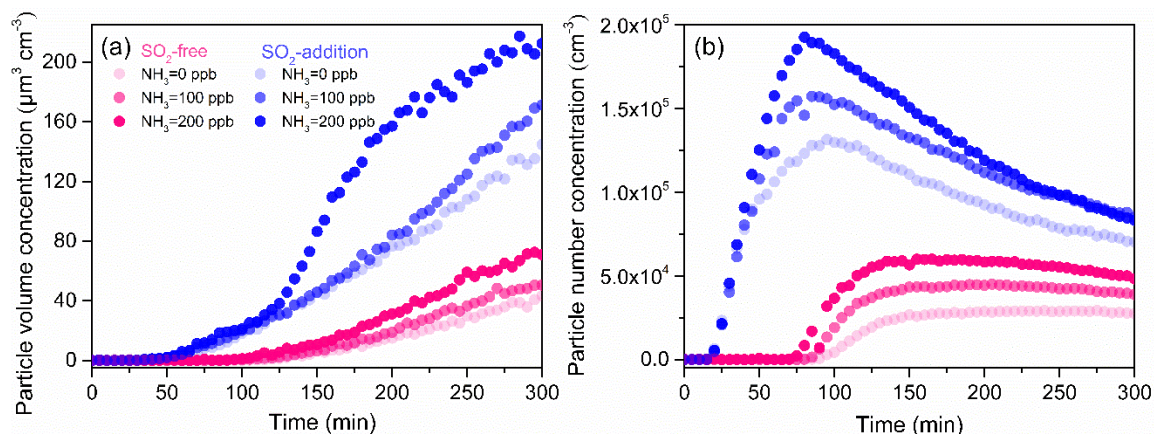 (a)
SO₂-free
SO₂-addition
NH₃=0 ppb
NH₃=0 ppb
NH₃=100 ppb
NH₃=100 ppb
NH₃=200 ppb
NH₃=200 ppb
Particle volume concentration (μm³ cm⁻³)
220
200
160
120
80
40
0
0
50
100
150
200
250
300
Time (min)
(b)
Particle number concentration (cm⁻³)
2.0x10⁵
1.5x10⁵
1.0x10⁵
5.0x10⁴
0.0
0
50
100
150
200
250
300
Time (min)